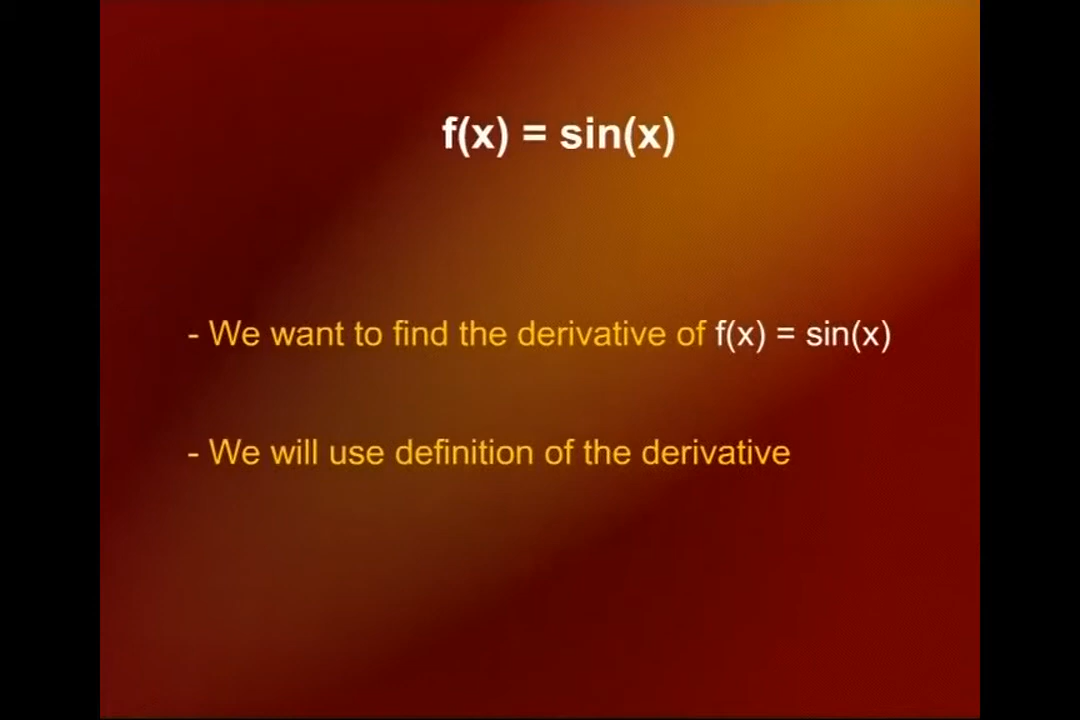 f(x) = sin(x)
- We want to find the derivative of f(x) = sin(x)
- We will use definition of the derivative